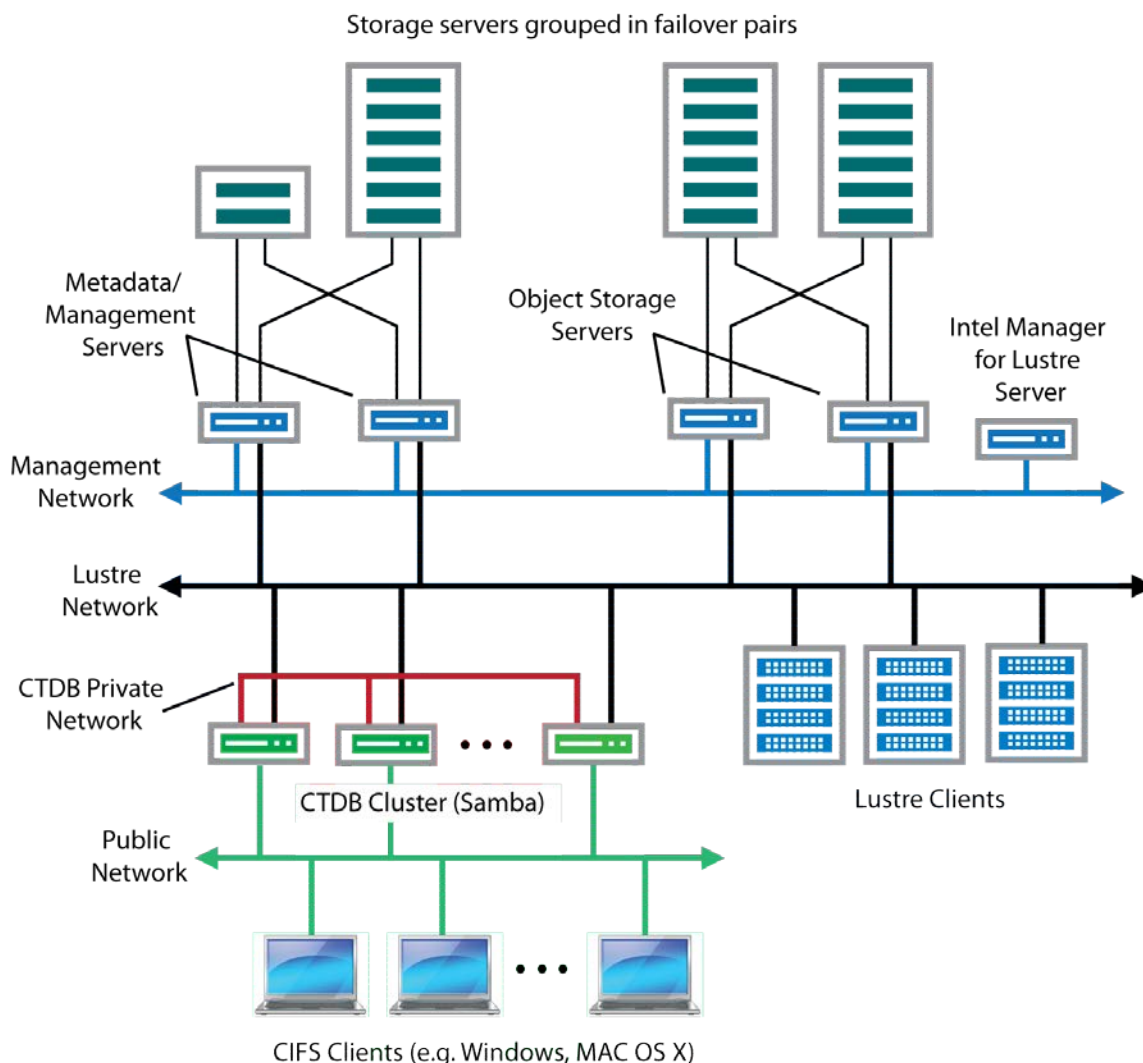 Storage servers grouped in failover pairs
Metadata/
Management
Servers
Object Storage
Servers
Intel Manager
for Lustre
Server
Management
Network
Lustre
Network
CTDB Private
Network
CTDB Cluster (Samba)
Lustre Clients
Public
Network
CIFS Clients (e.g. Windows, MAC OS X)